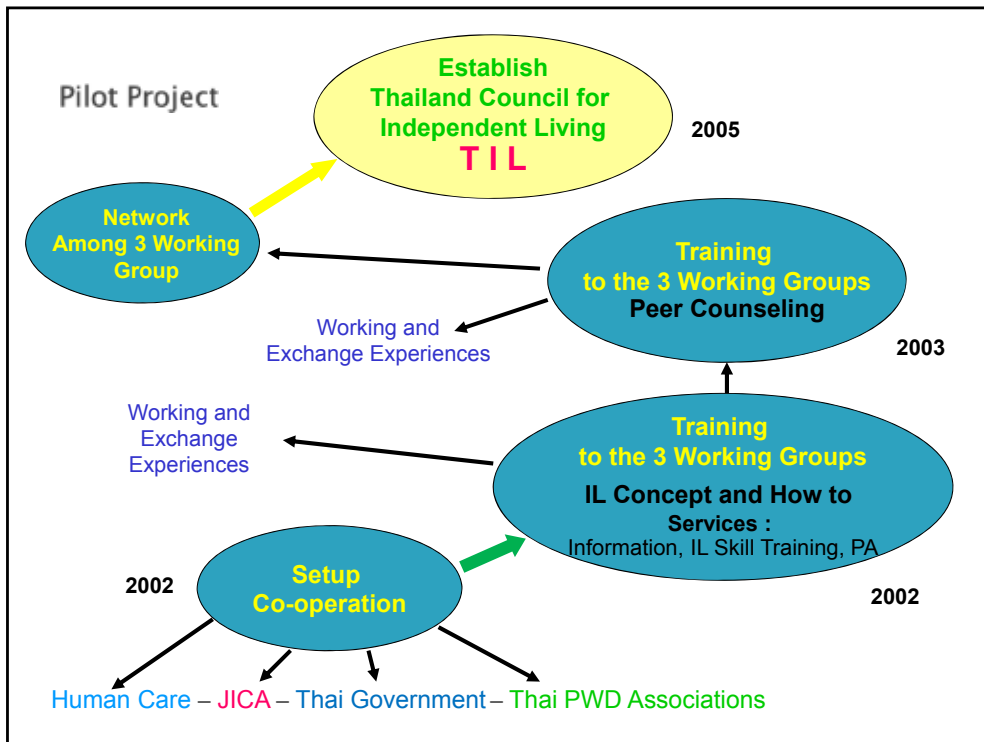 Pilot Project
Establish
Thailand Council for
Independent Living
T I L
2005
Network
Among 3 Working
Group
Training
to the 3 Working Groups
Peer Counseling
2003
Working and
Exchange Experiences
Working and
Exchange
Experiences
Training
to the 3 Working Groups
IL Concept and How to
Services :
Information, IL Skill Training, PA
2002
2002
Setup
Co-operation
Human Care – JICA – Thai Government – Thai PWD Associations